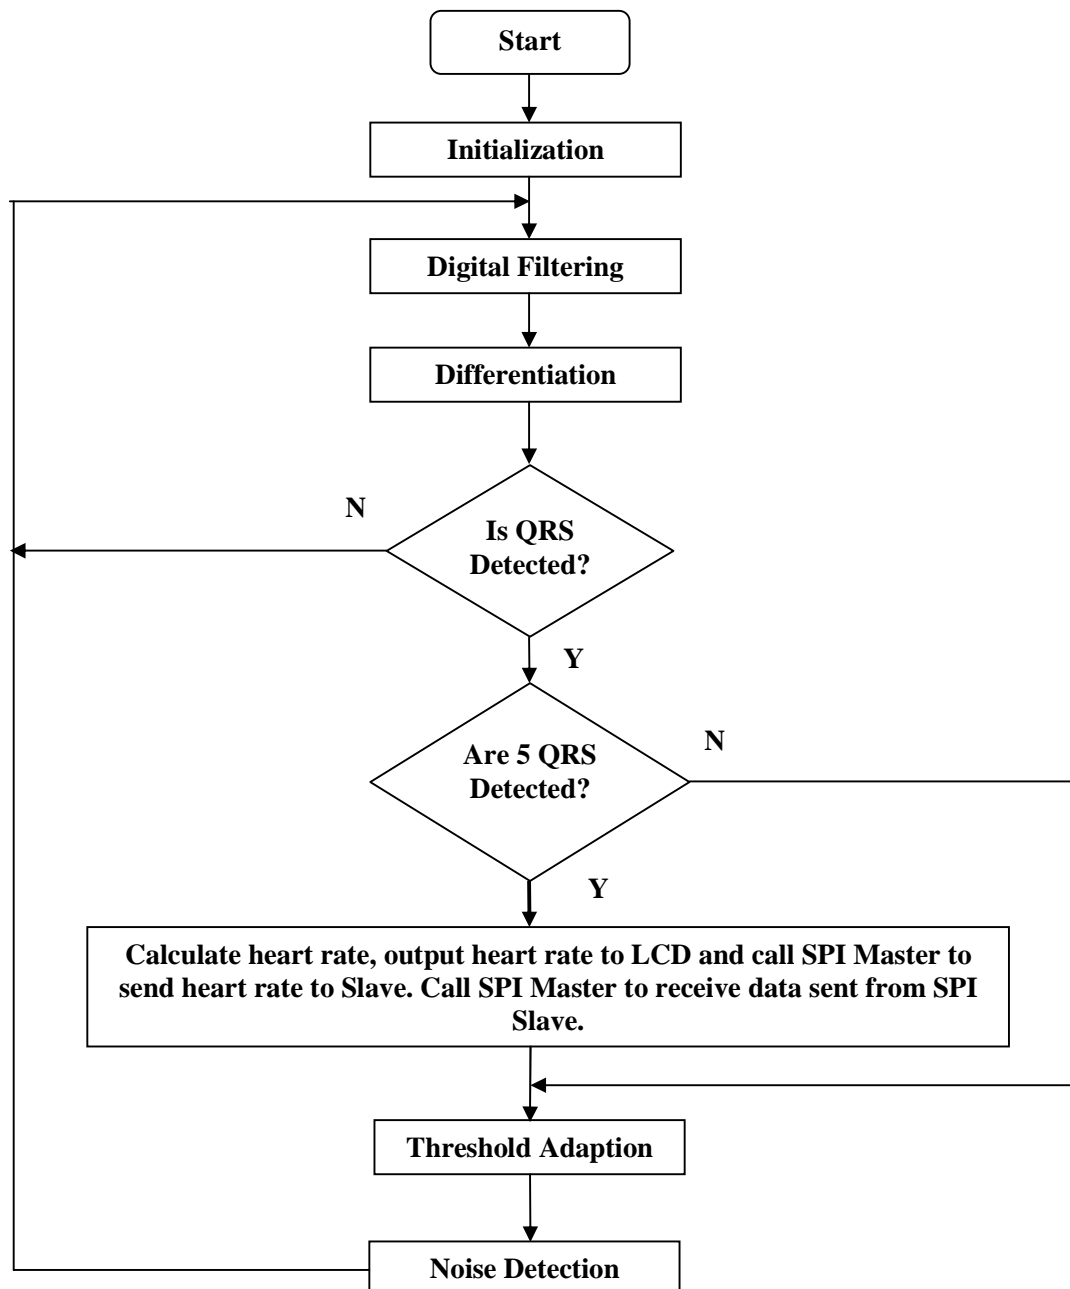 Start
Initialization
Digital Filtering
Differentiation
N
Is QRS
Detected?
Y
N
Are 5 QRS
Detected?
Y
Calculate heart rate, output heart rate to LCD and call SPI Master to
send heart rate to Slave. Call SPI Master to receive data sent from SPI
Slave.
Threshold Adaption
Noise Detection